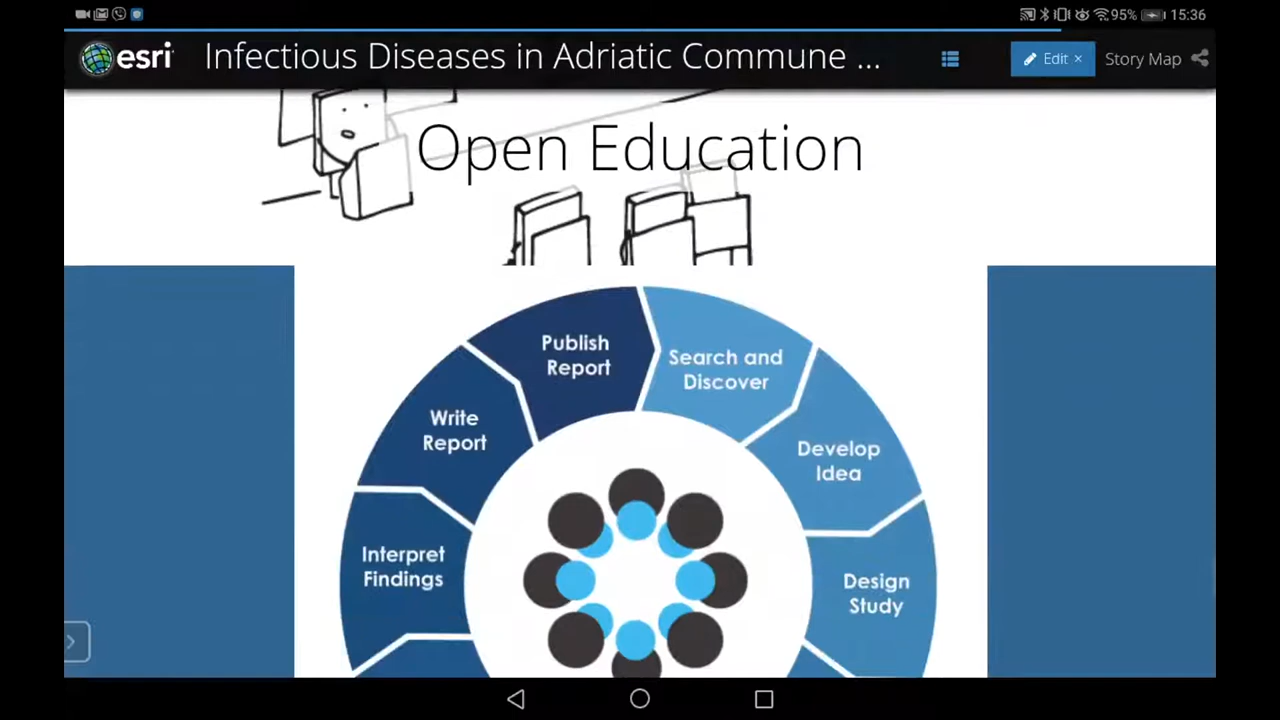 95% 15:36
esri Infectious Diseases in Adriatic Commune ... Edit × Story Map
Open Education
Publish
Report
Search and
Discover
Write
Report
Develop
Idea
Interpret
Findings
Design
Study